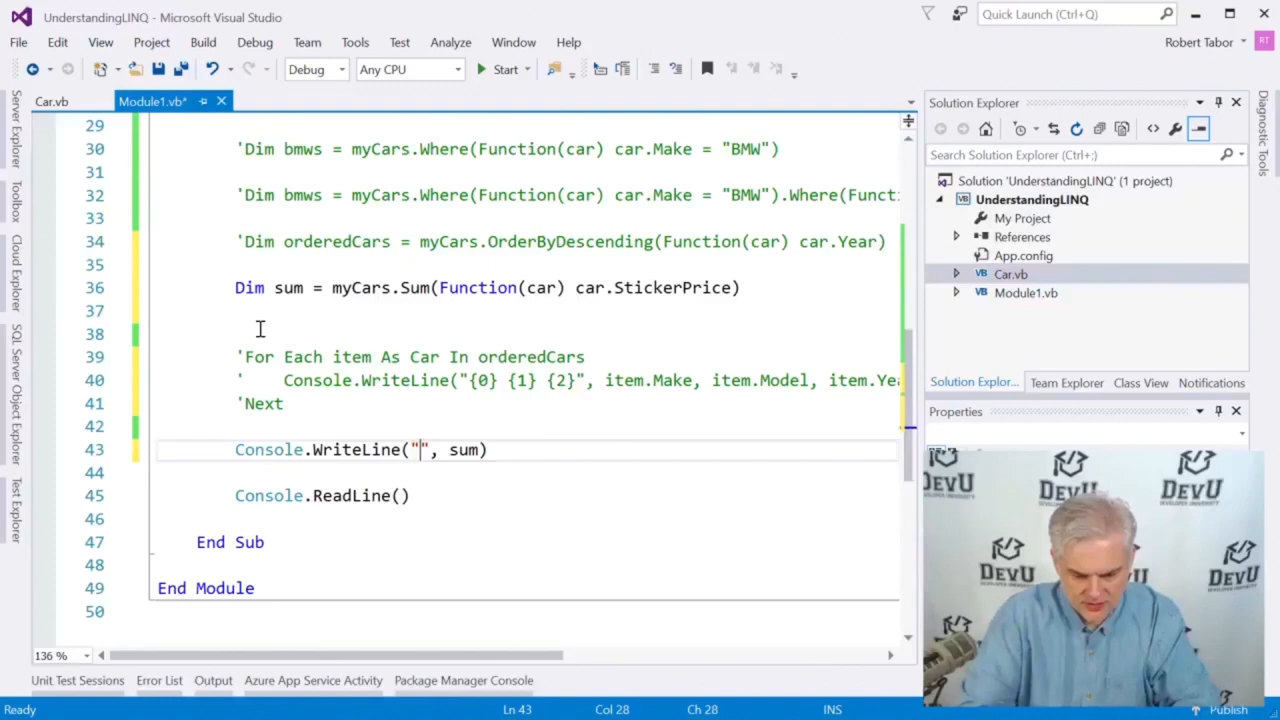 UnderstandingLINQ - Microsoft Visual Studio
Quick Launch (Ctrl+Q)
File Edit View Project Build Debug Team Tools Test Analyze Window Help
Robert Tabor RT
Debug Any CPU Start
Car.vb Module1.vb*
Server Explorer
Toolbox
Cloud Explorer
SQL Server Object Explorer
Test Explorer
29
30 'Dim bmws = myCars.Where(Function(car) car.Make = "BMW")
31
32 'Dim bmws = myCars.Where(Function(car) car.Make = "BMW").Where(Funct
33
34 'Dim orderedCars = myCars.OrderByDescending(Function(car) car.Year)
35
36 Dim sum = myCars.Sum(Function(car) car.StickerPrice)
37
38
39 'For Each item As Car In orderedCars
40 '    Console.WriteLine("{0} {1} {2}", item.Make, item.Model, item.Yea
41 'Next
42
43 Console.WriteLine("", sum)
44
45 Console.ReadLine()
46
47 End Sub
48
49 End Module
50
136 %
Solution Explorer
Search Solution Explorer (Ctrl+;)
Solution 'UnderstandingLINQ' (1 project)
UnderstandingLINQ
My Project
References
App.config
Car.vb
Module1.vb
Solution Explor... Team Explorer Class View Notifications
Properties
Diagnostic Tools
DEVU
DEVELOPER UNIVERSITY
DEVU
DEVU
DEVU
Unit Test Sessions Error List Output Azure App Service Activity Package Manager Console
Ready Ln 43 Col 28 Ch 28 INS Publish